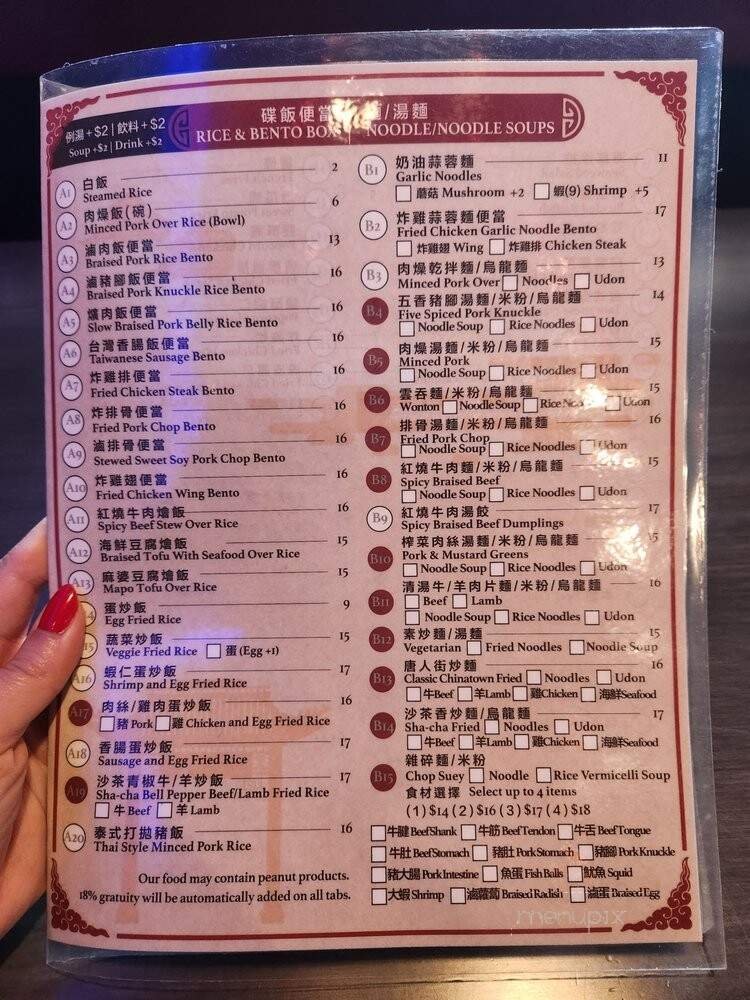 例湯+$2 | 飲料+$2
Soup +$2 | Drink +$2
碟飯便當 麵/湯麵
RICE & BENTO BOX NOODLE/NOODLE SOUPS
A1 白飯 2
Steamed Rice
A2 肉燥飯(碗) 6
Minced Pork Over Rice (Bowl)
A3 滷肉飯便當 13
Braised Pork Rice Bento
A4 滷豬腳飯便當 16
Braised Pork Knuckle Rice Bento
A5 爌肉飯便當 16
Slow Braised Pork Belly Rice Bento
A6 台灣香腸飯便當 16
Taiwanese Sausage Bento
A7 炸雞排便當 16
Fried Chicken Steak Bento
A8 炸排骨便當 16
Fried Pork Chop Bento
A9 滷排骨便當 16
Stewed Sweet Soy Pork Chop Bento
A10 炸雞翅便當 16
Fried Chicken Wing Bento
A11 紅燒牛肉燴飯 16
Spicy Beef Stew Over Rice
A12 海鮮豆腐燴飯 15
Braised Tofu With Seafood Over Rice
A13 麻婆豆腐燴飯 15
Mapo Tofu Over Rice
蛋炒飯 9
Egg Fried Rice
15 蔬菜炒飯 15
Veggie Fried Rice 蛋 (Egg +1)
A16 蝦仁蛋炒飯 17
Shrimp and Egg Fried Rice
A17 肉絲/雞肉蛋炒飯 16
豬 Pork 雞 Chicken and Egg Fried Rice
A18 香腸蛋炒飯 17
Sausage and Egg Fried Rice
A19 沙茶青椒牛/羊炒飯 17
Sha-cha Bell Pepper Beef/Lamb Fried Rice
牛 Beef 羊 Lamb
A20 泰式打拋豬飯 16
Thai Style Minced Pork Rice
Our food may contain peanut products.
18% gratuity will be automatically added on all tabs.
B1 奶油蒜蓉麵 11
Garlic Noodles
蘑菇 Mushroom +2 蝦(9) Shrimp +5
B2 炸雞蒜蓉麵便當 17
Fried Chicken Garlic Noodle Bento
炸雞翅 Wing 炸雞排 Chicken Steak
B3 肉燥乾拌麵/烏龍麵 13
Minced Pork Over Noodles Udon
B4 五香豬腳湯麵/米粉/烏龍麵 14
Five Spiced Pork Knuckle
Noodle Soup Rice Noodles Udon
B5 肉燥湯麵/米粉/烏龍麵 15
Minced Pork
Noodle Soup Rice Noodles Udon
B6 雲吞麵/米粉/烏龍麵 15
Wonton Noodle Soup Rice Udon
B7 排骨湯麵/米粉/烏龍麵 16
Fried Pork Chop
Noodle Soup Rice Noodles Udon
B8 紅燒牛肉麵/米粉/烏龍麵 15
Spicy Braised Beef
Noodle Soup Rice Noodles Udon
B9 紅燒牛肉湯餃 17
Spicy Braised Beef Dumplings
B10 榨菜肉絲湯麵/米粉/烏龍麵
Pork & Mustard Greens
Noodle Soup Rice Noodles Udon
B11 清湯牛/羊肉片麵/米粉/烏龍麵 16
Beef Lamb
Noodle Soup Rice Noodles Udon
B12 素炒麵/湯麵 15
Vegetarian Fried Noodles Noodle Soup
B13 唐人街炒麵 16
Classic Chinatown Fried Noodles Udon
牛Beef 羊Lamb 雞Chicken 海鮮Seafood
B14 沙茶香炒麵/烏龍麵 17
Sha-cha Fried Noodles Udon
牛Beef 羊Lamb 雞Chicken 海鮮Seafood
B15 雜碎麵/米粉
Chop Suey Noodle Rice Vermicelli Soup
食材選擇 Select up to 4 items
(1) $14 (2) $16 (3) $17 (4) $18
牛腱 Beef Shank 牛筋 Beef Tendon 牛舌 Beef Tongue
牛肚 Beef Stomach 豬肚 Pork Stomach 豬腳 Pork Knuckle
豬大腸 Pork Intestine 魚蛋 Fish Balls 魷魚 Squid
大蝦 Shrimp 滷蘿蔔 Braised Radish 滷蛋 Braised Egg
menupix